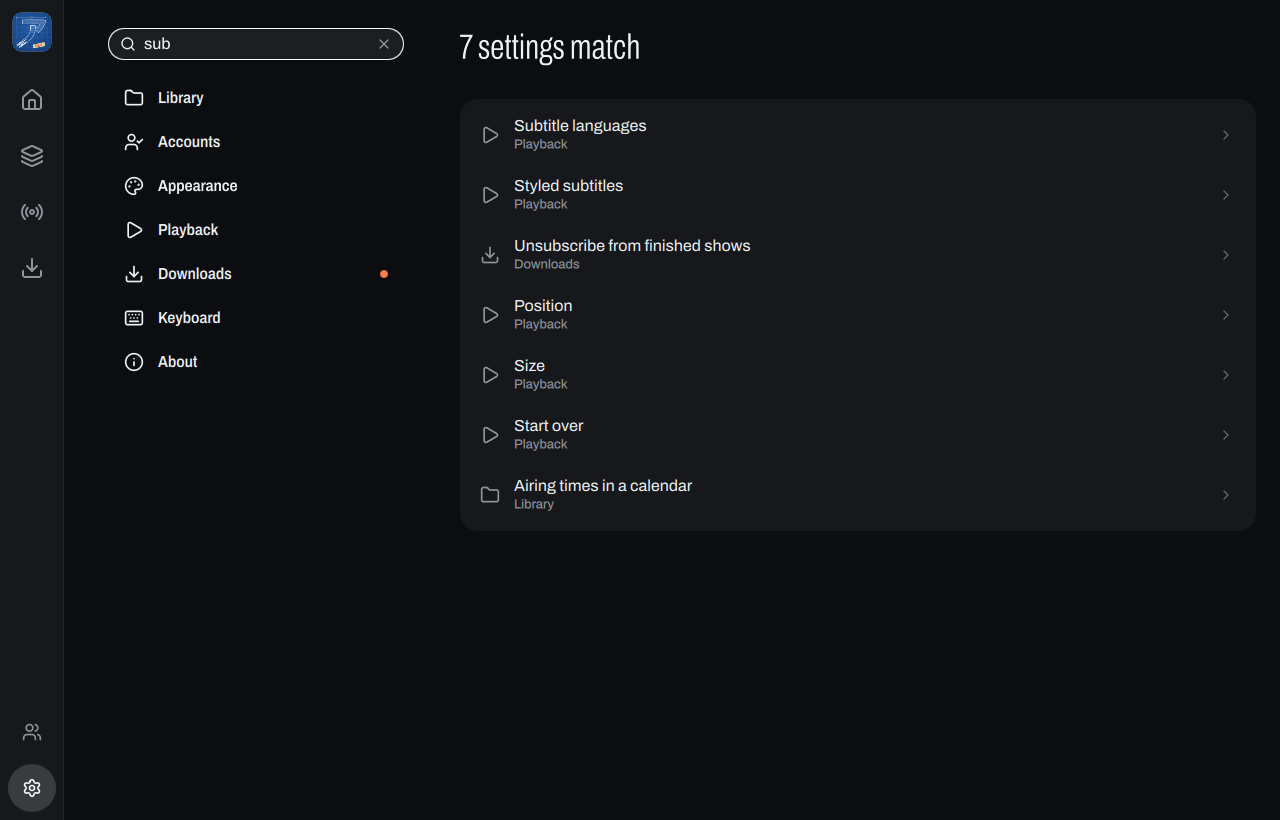 sub
7 settings match
Library
Accounts
Appearance
Playback
Downloads
Keyboard
About
Subtitle languages
Playback
Styled subtitles
Playback
Unsubscribe from finished shows
Downloads
Position
Playback
Size
Playback
Start over
Playback
Airing times in a calendar
Library